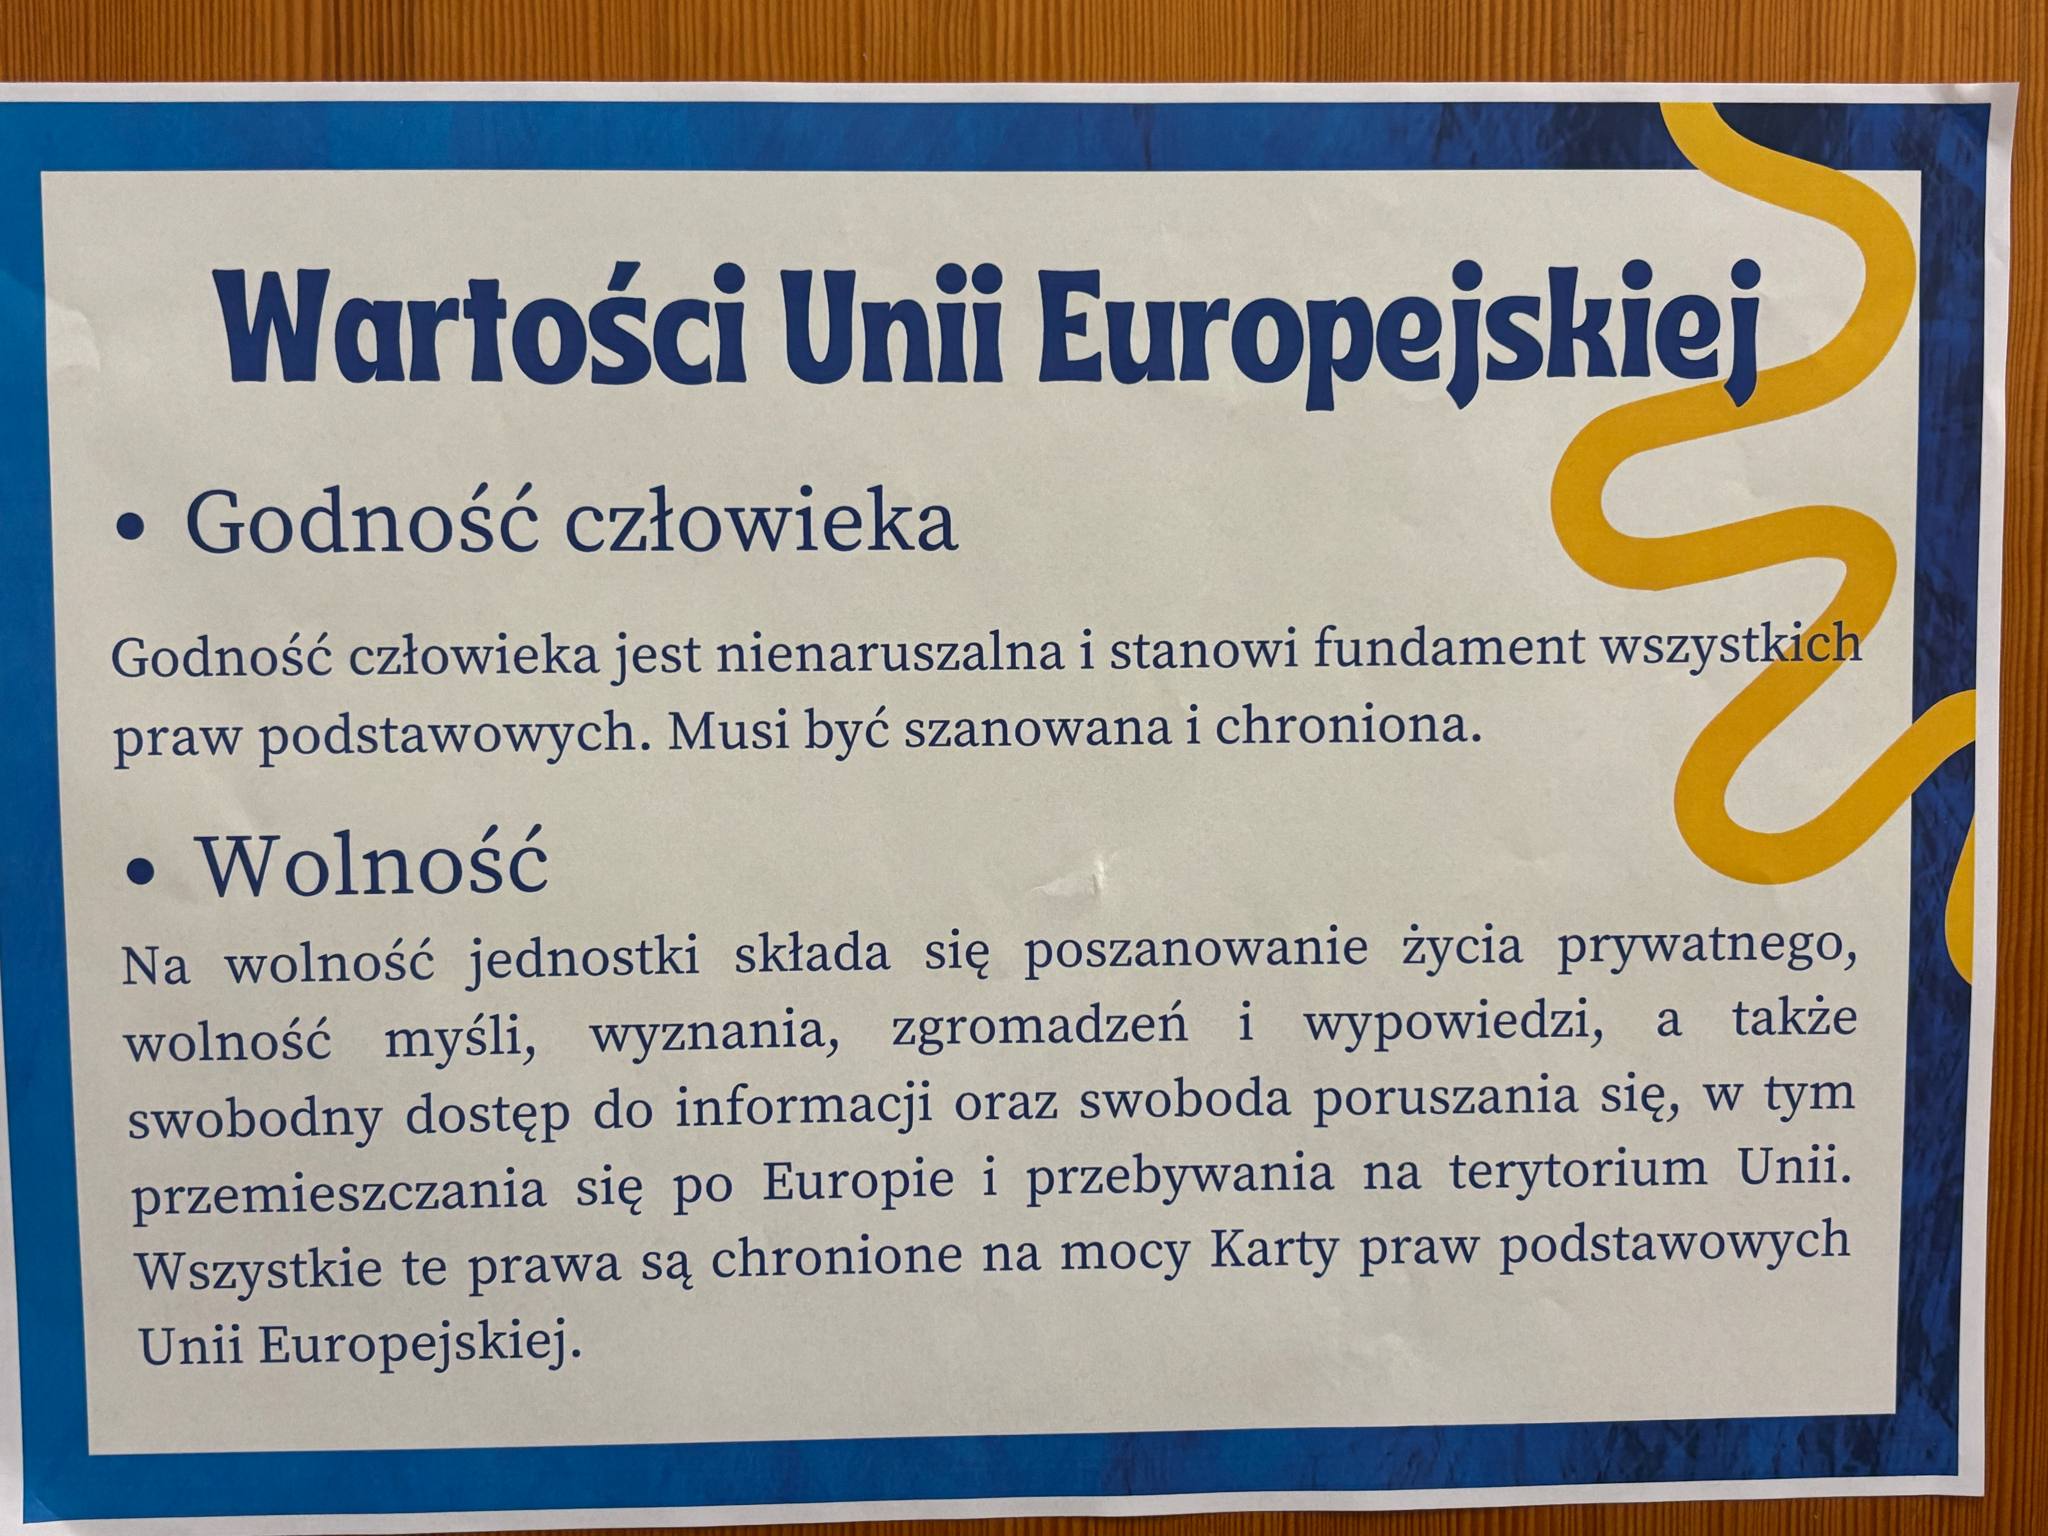 Wartości Unii Europejskiej
• Godność człowieka
Godność człowieka jest nienaruszalna i stanowi fundament wszystkich
praw podstawowych. Musi być szanowana i chroniona.
• Wolność
Na wolność jednostki składa się poszanowanie życia prywatnego,
wolność myśli, wyznania, zgromadzeń i wypowiedzi, a także
swobodny dostęp do informacji oraz swoboda poruszania się, w tym
przemieszczania się po Europie i przebywania na terytorium Unii.
Wszystkie te prawa są chronione na mocy Karty praw podstawowych
Unii Europejskiej.